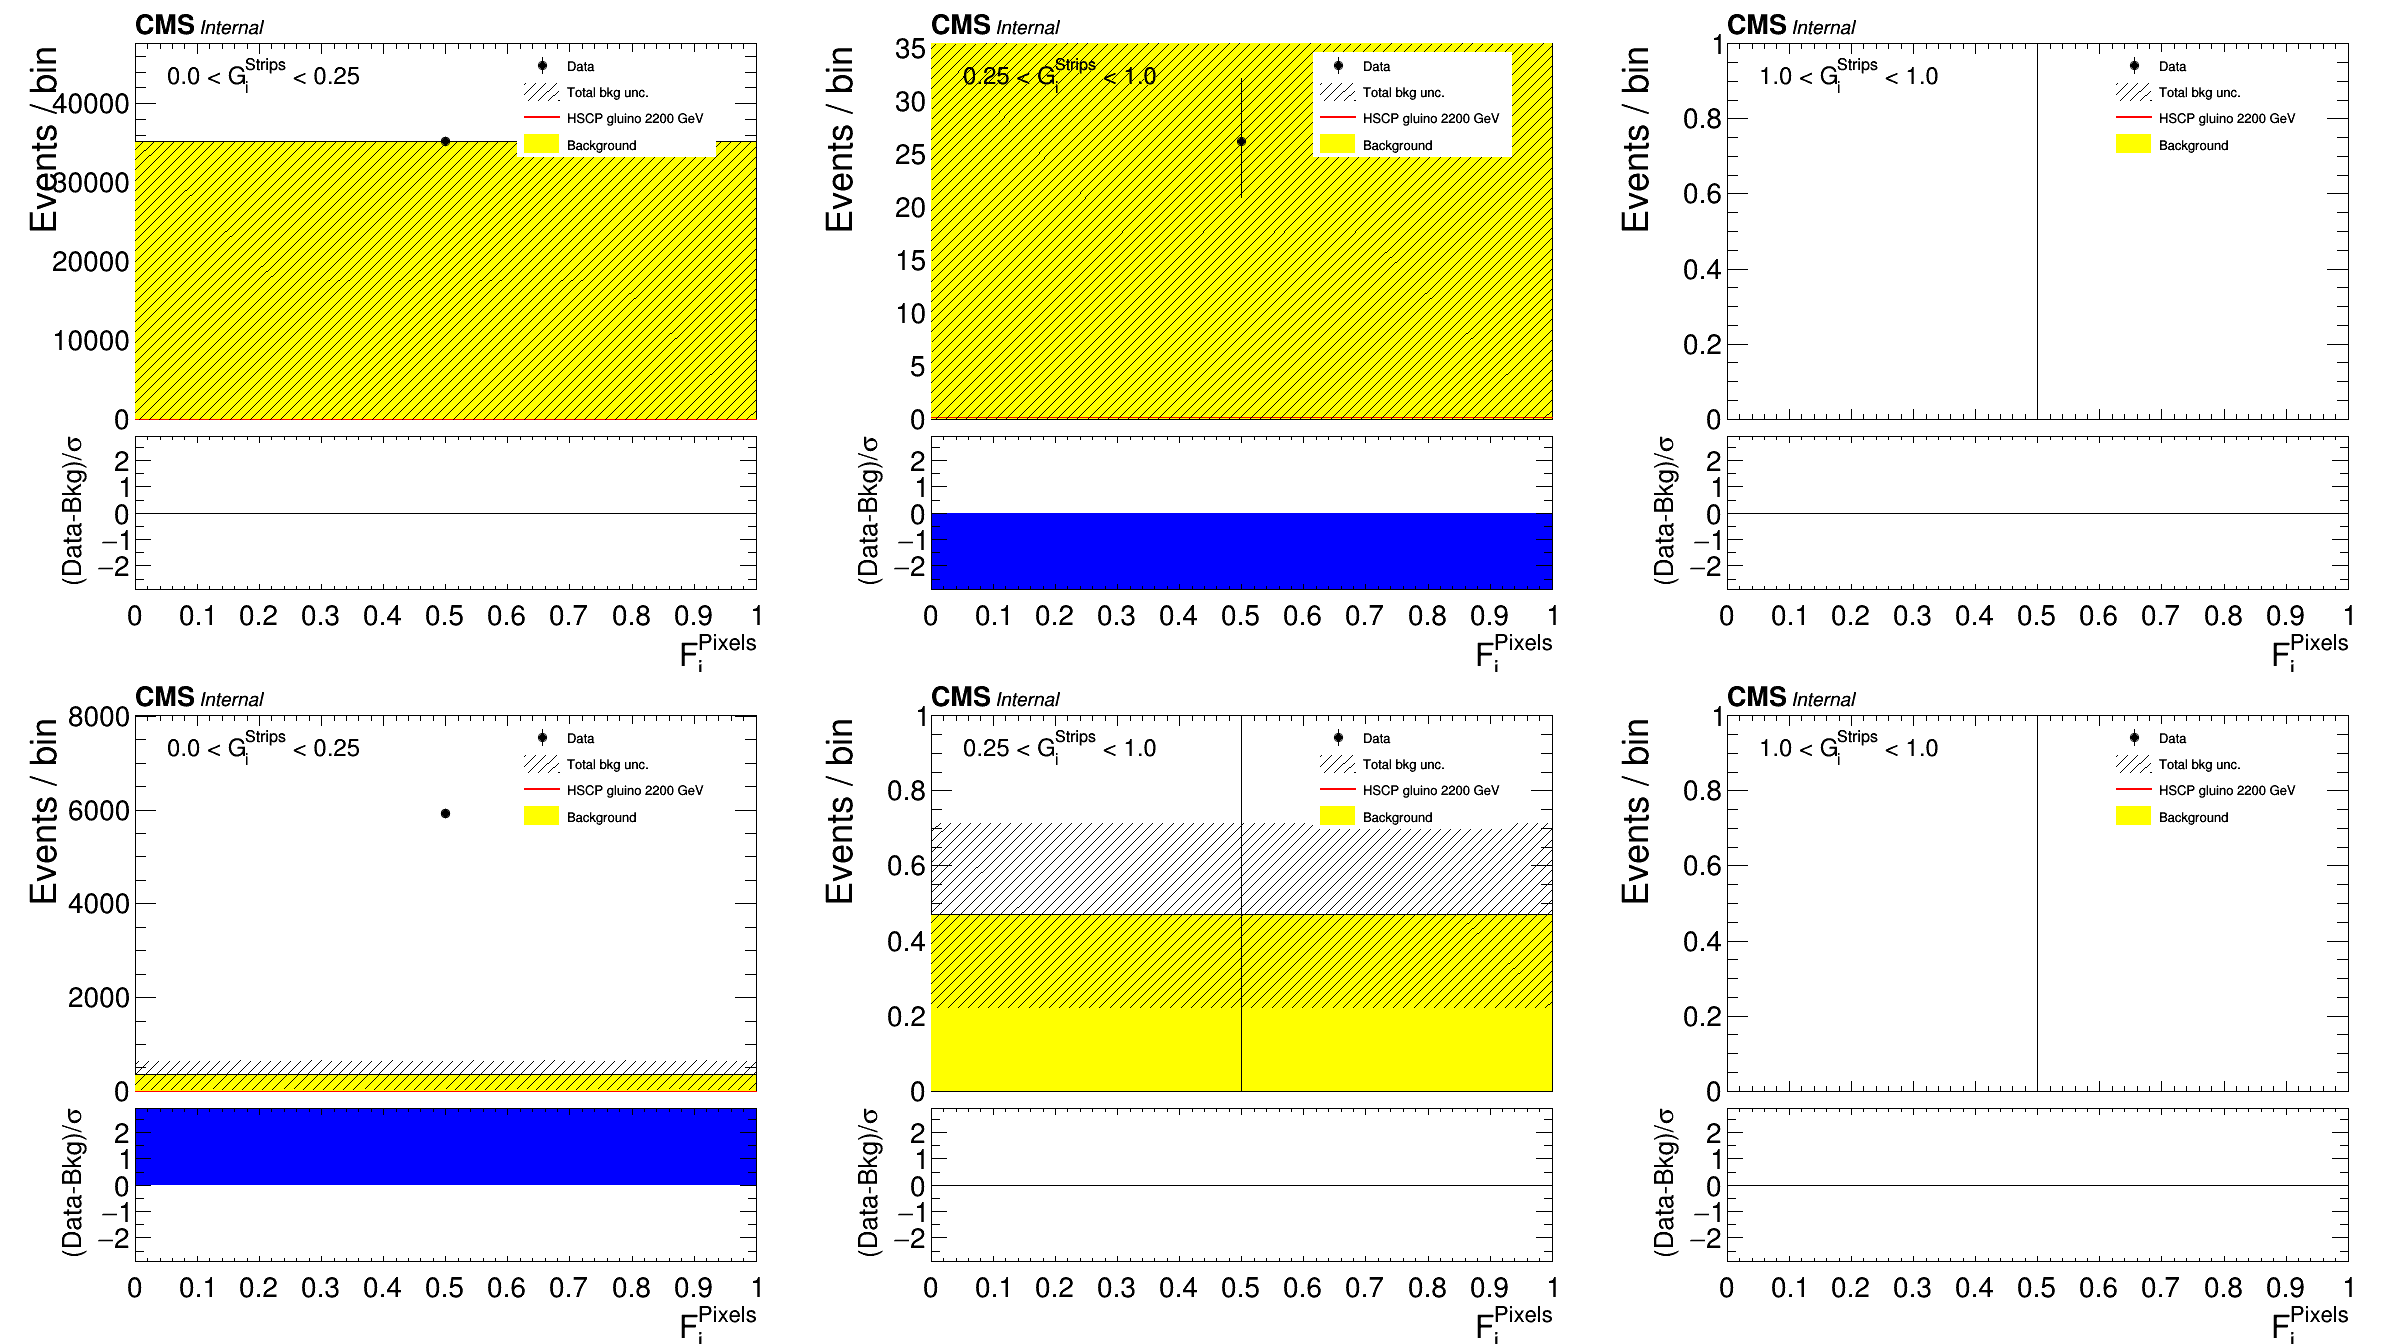 CMS Internal
Events / bin
0.0 < G_i^Strips < 0.25
Data
Total bkg unc.
HSCP gluino 2200 GeV
Background
40000
30000
20000
10000
0
(Data-Bkg)/σ
2
1
0
−1
−2
0 0.1 0.2 0.3 0.4 0.5 0.6 0.7 0.8 0.9 1
F_i^Pixels
CMS Internal
Events / bin
0.25 < G_i^Strips < 1.0
Data
Total bkg unc.
HSCP gluino 2200 GeV
Background
35
30
25
20
15
10
5
0
(Data-Bkg)/σ
2
1
0
−1
−2
0 0.1 0.2 0.3 0.4 0.5 0.6 0.7 0.8 0.9 1
F_i^Pixels
CMS Internal
Events / bin
1.0 < G_i^Strips < 1.0
Data
Total bkg unc.
HSCP gluino 2200 GeV
Background
1
0.8
0.6
0.4
0.2
0
(Data-Bkg)/σ
2
1
0
−1
−2
0 0.1 0.2 0.3 0.4 0.5 0.6 0.7 0.8 0.9 1
F_i^Pixels
CMS Internal
Events / bin
0.0 < G_i^Strips < 0.25
Data
Total bkg unc.
HSCP gluino 2200 GeV
Background
8000
6000
4000
2000
0
(Data-Bkg)/σ
2
1
0
−1
−2
0 0.1 0.2 0.3 0.4 0.5 0.6 0.7 0.8 0.9 1
F_i^Pixels
CMS Internal
Events / bin
0.25 < G_i^Strips < 1.0
Data
Total bkg unc.
HSCP gluino 2200 GeV
Background
1
0.8
0.6
0.4
0.2
0
(Data-Bkg)/σ
2
1
0
−1
−2
0 0.1 0.2 0.3 0.4 0.5 0.6 0.7 0.8 0.9 1
F_i^Pixels
CMS Internal
Events / bin
1.0 < G_i^Strips < 1.0
Data
Total bkg unc.
HSCP gluino 2200 GeV
Background
1
0.8
0.6
0.4
0.2
0
(Data-Bkg)/σ
2
1
0
−1
−2
0 0.1 0.2 0.3 0.4 0.5 0.6 0.7 0.8 0.9 1
F_i^Pixels